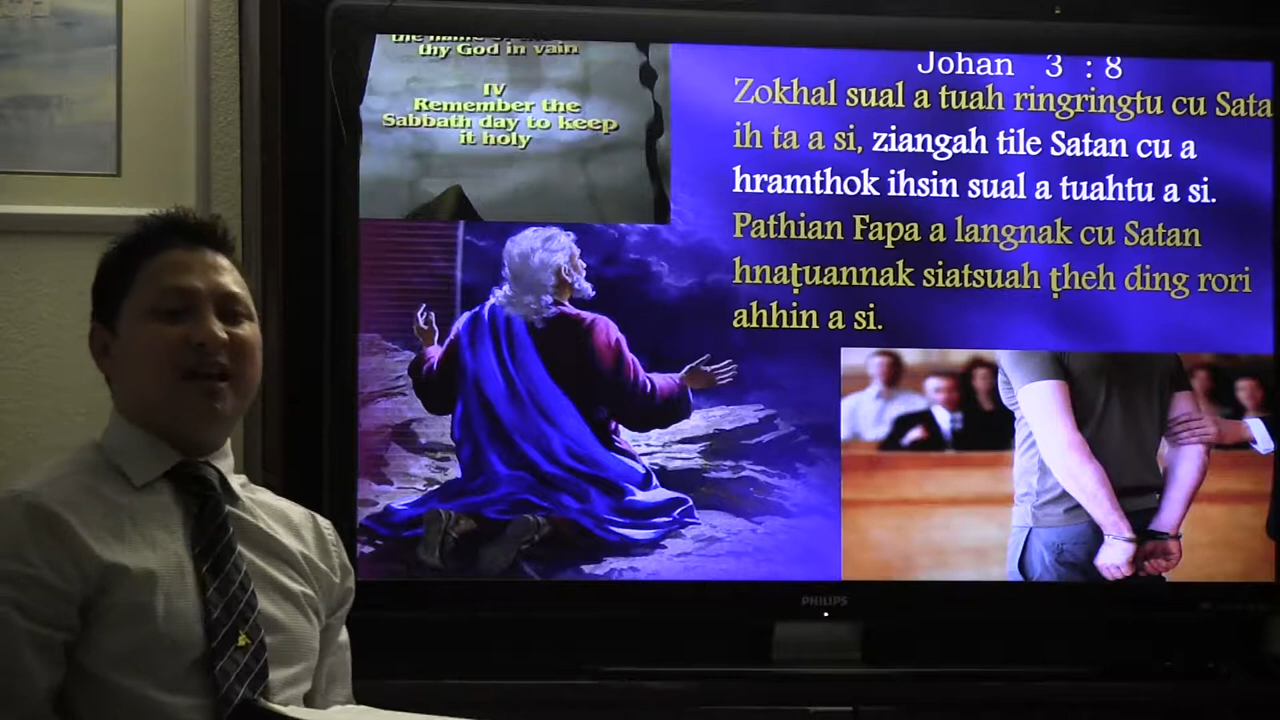 thy God in vain
IV
Remember the
Sabbath day to keep
it holy
Johan 3 : 8
Zokhal sual a tuah ringringtu cu Sata
ih ta a si, ziangah tile Satan cu a
hramthok ihsin sual a tuahtu a si.
Pathian Fapa a langnak cu Satan
hnaṭuannak siatsuah ṭheh ding rori
ahhin a si.
PHILIPS